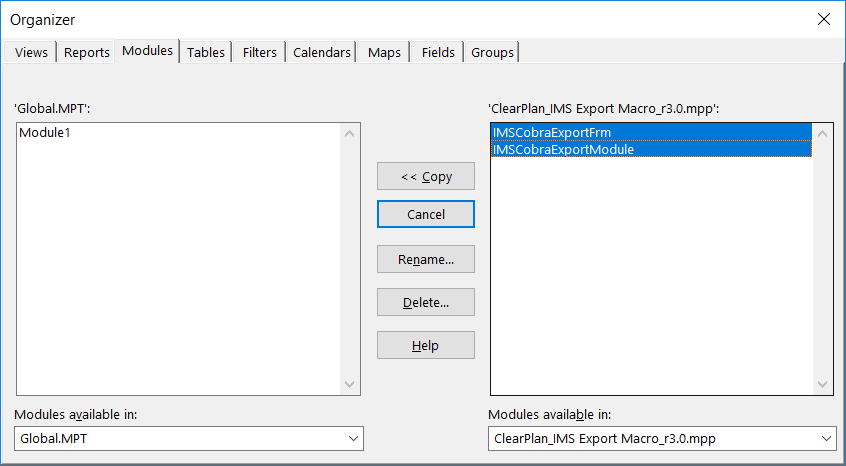 Organizer
Views Reports Modules Tables Filters Calendars Maps Fields Groups
'Global.MPT': 'ClearPlan_IMS Export Macro_r3.0.mpp':
Module1 IMSCobraExportFrm
IMSCobraExportModule
<< Copy
Cancel
Rename...
Delete...
Help
Modules available in: Modules available in:
Global.MPT ClearPlan_IMS Export Macro_r3.0.mpp